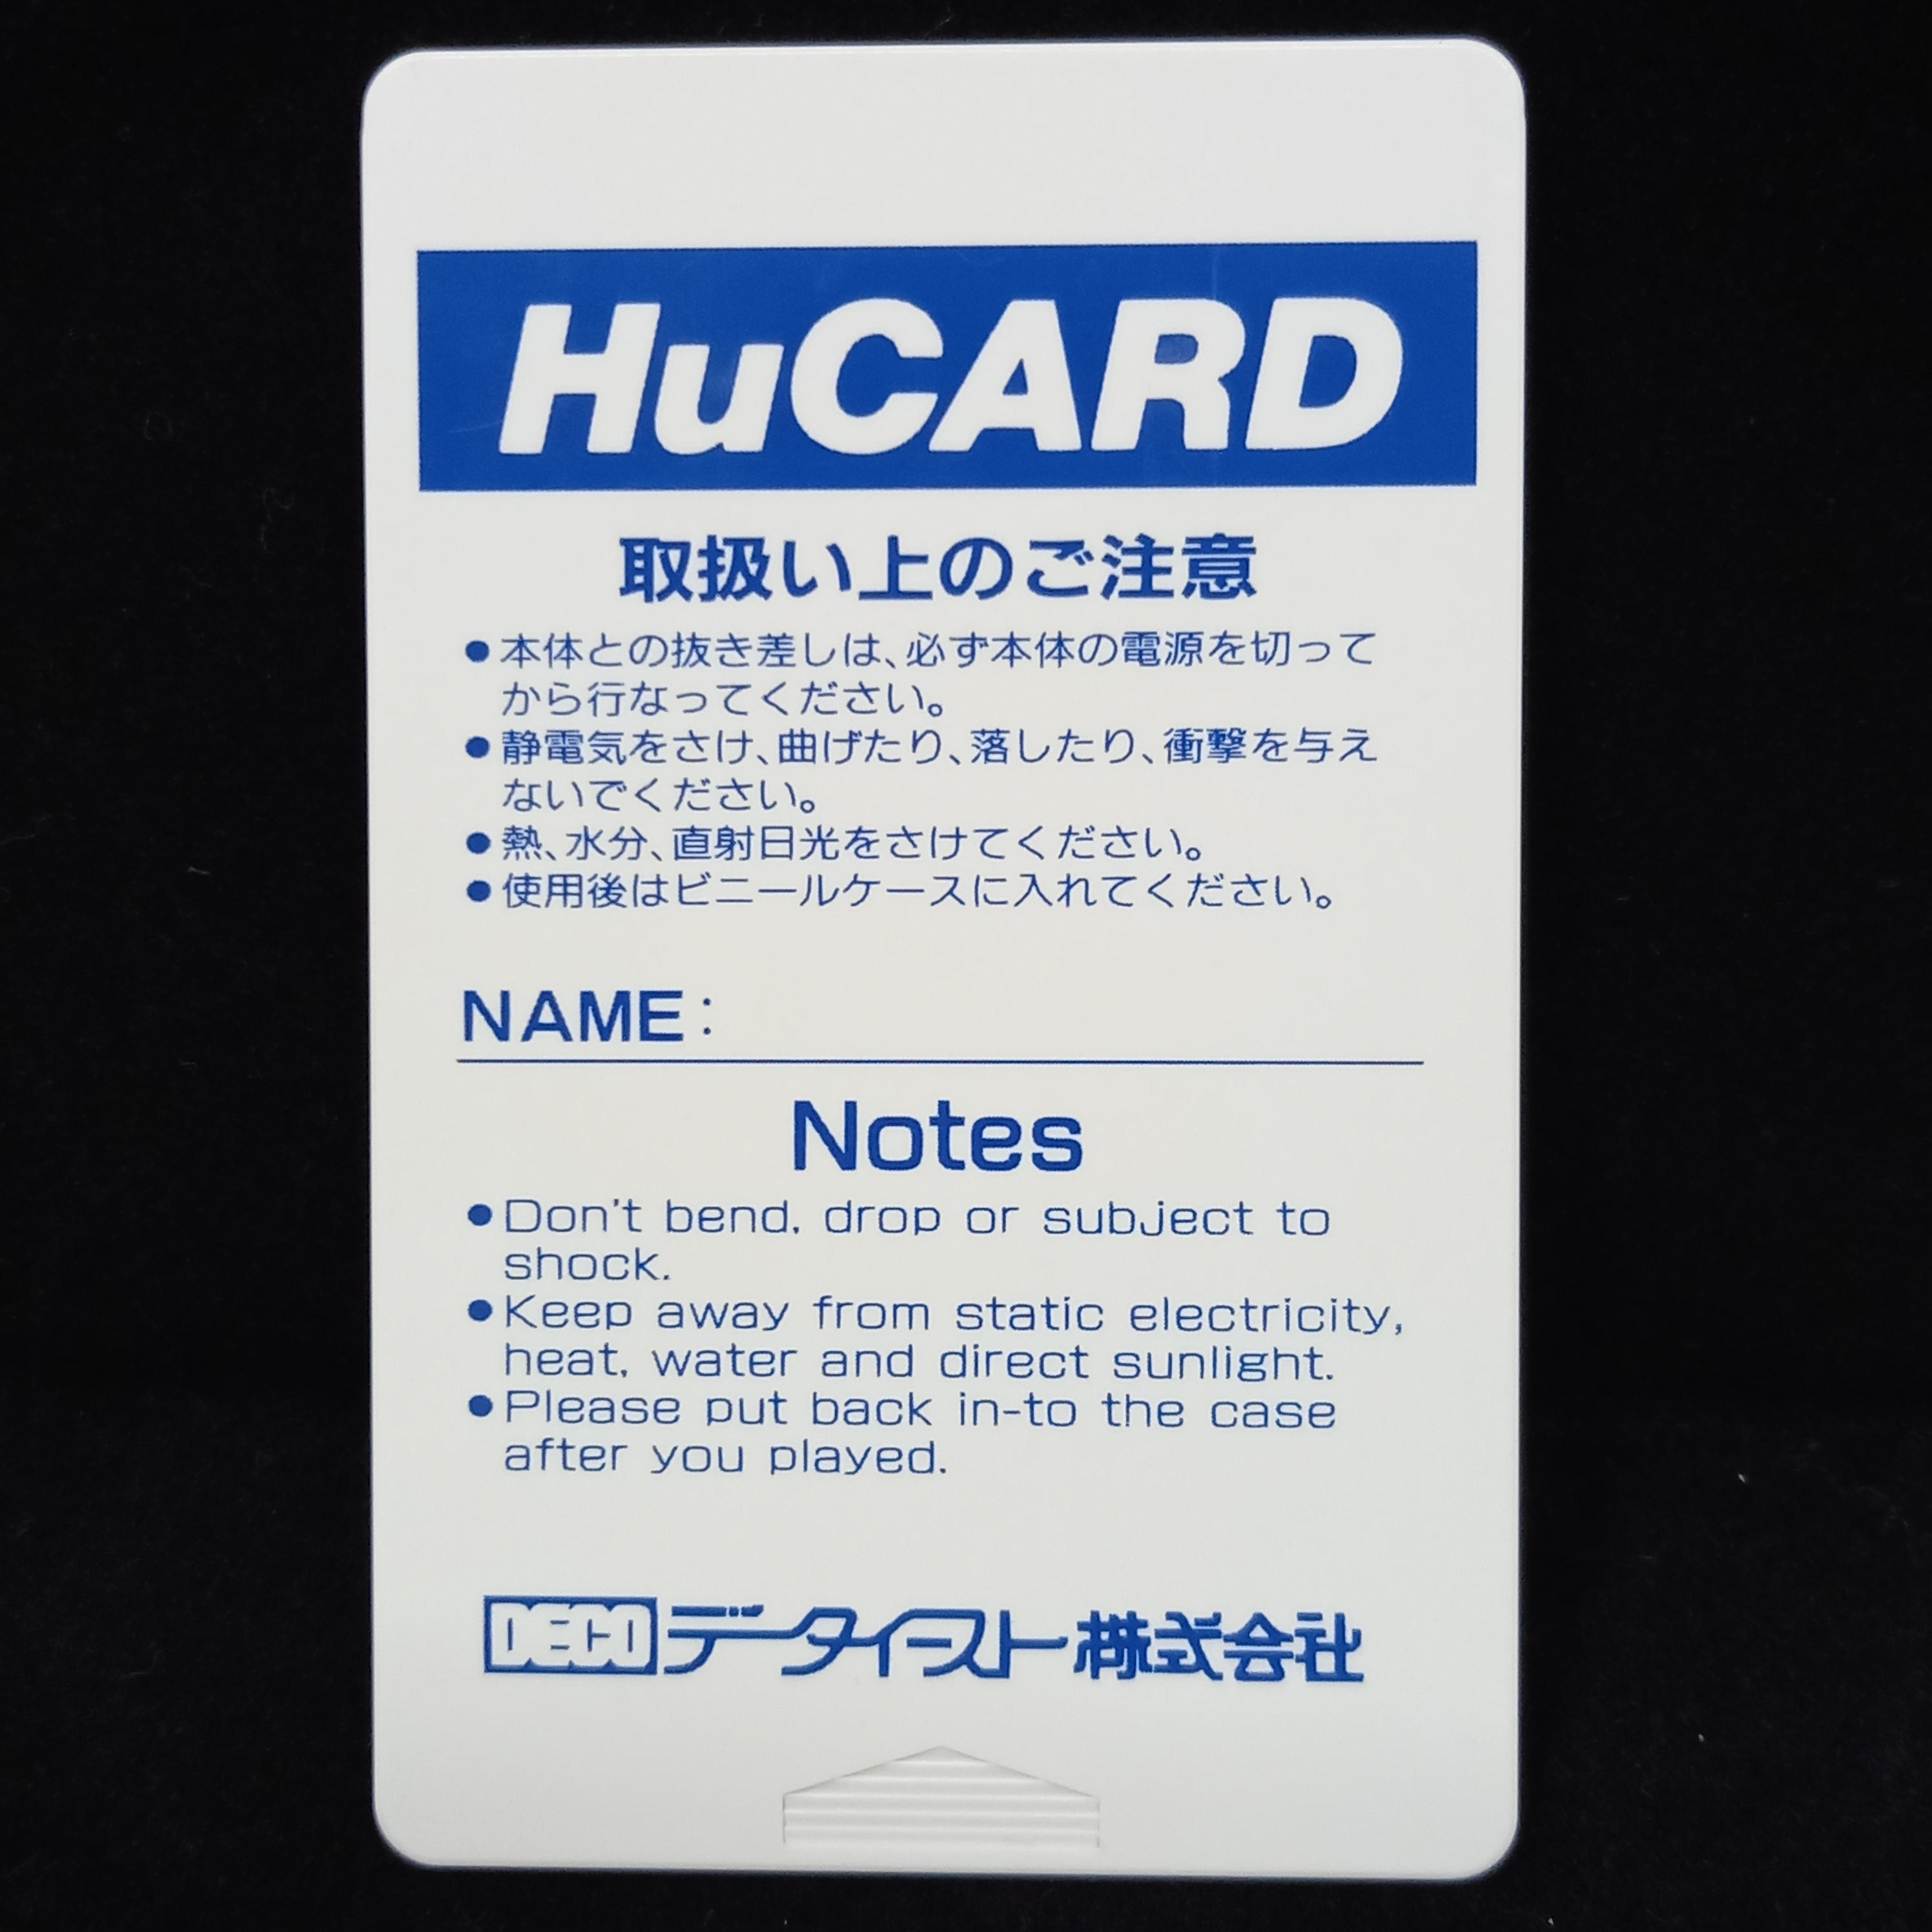 HuCARD
取扱い上のご注意
●本体との抜き差しは、必ず本体の電源を切って
から行なってください。
●静電気をさけ、曲げたり、落したり、衝撃を与え
ないでください。
●熱、水分、直射日光をさけてください。
●使用後はビニールケースに入れてください。
NAME:
Notes
●Don't bend, drop or subject to
shock.
●Keep away from static electricity,
heat, water and direct sunlight.
●Please put back in-to the case
after you played.
DECO データイースト株式会社